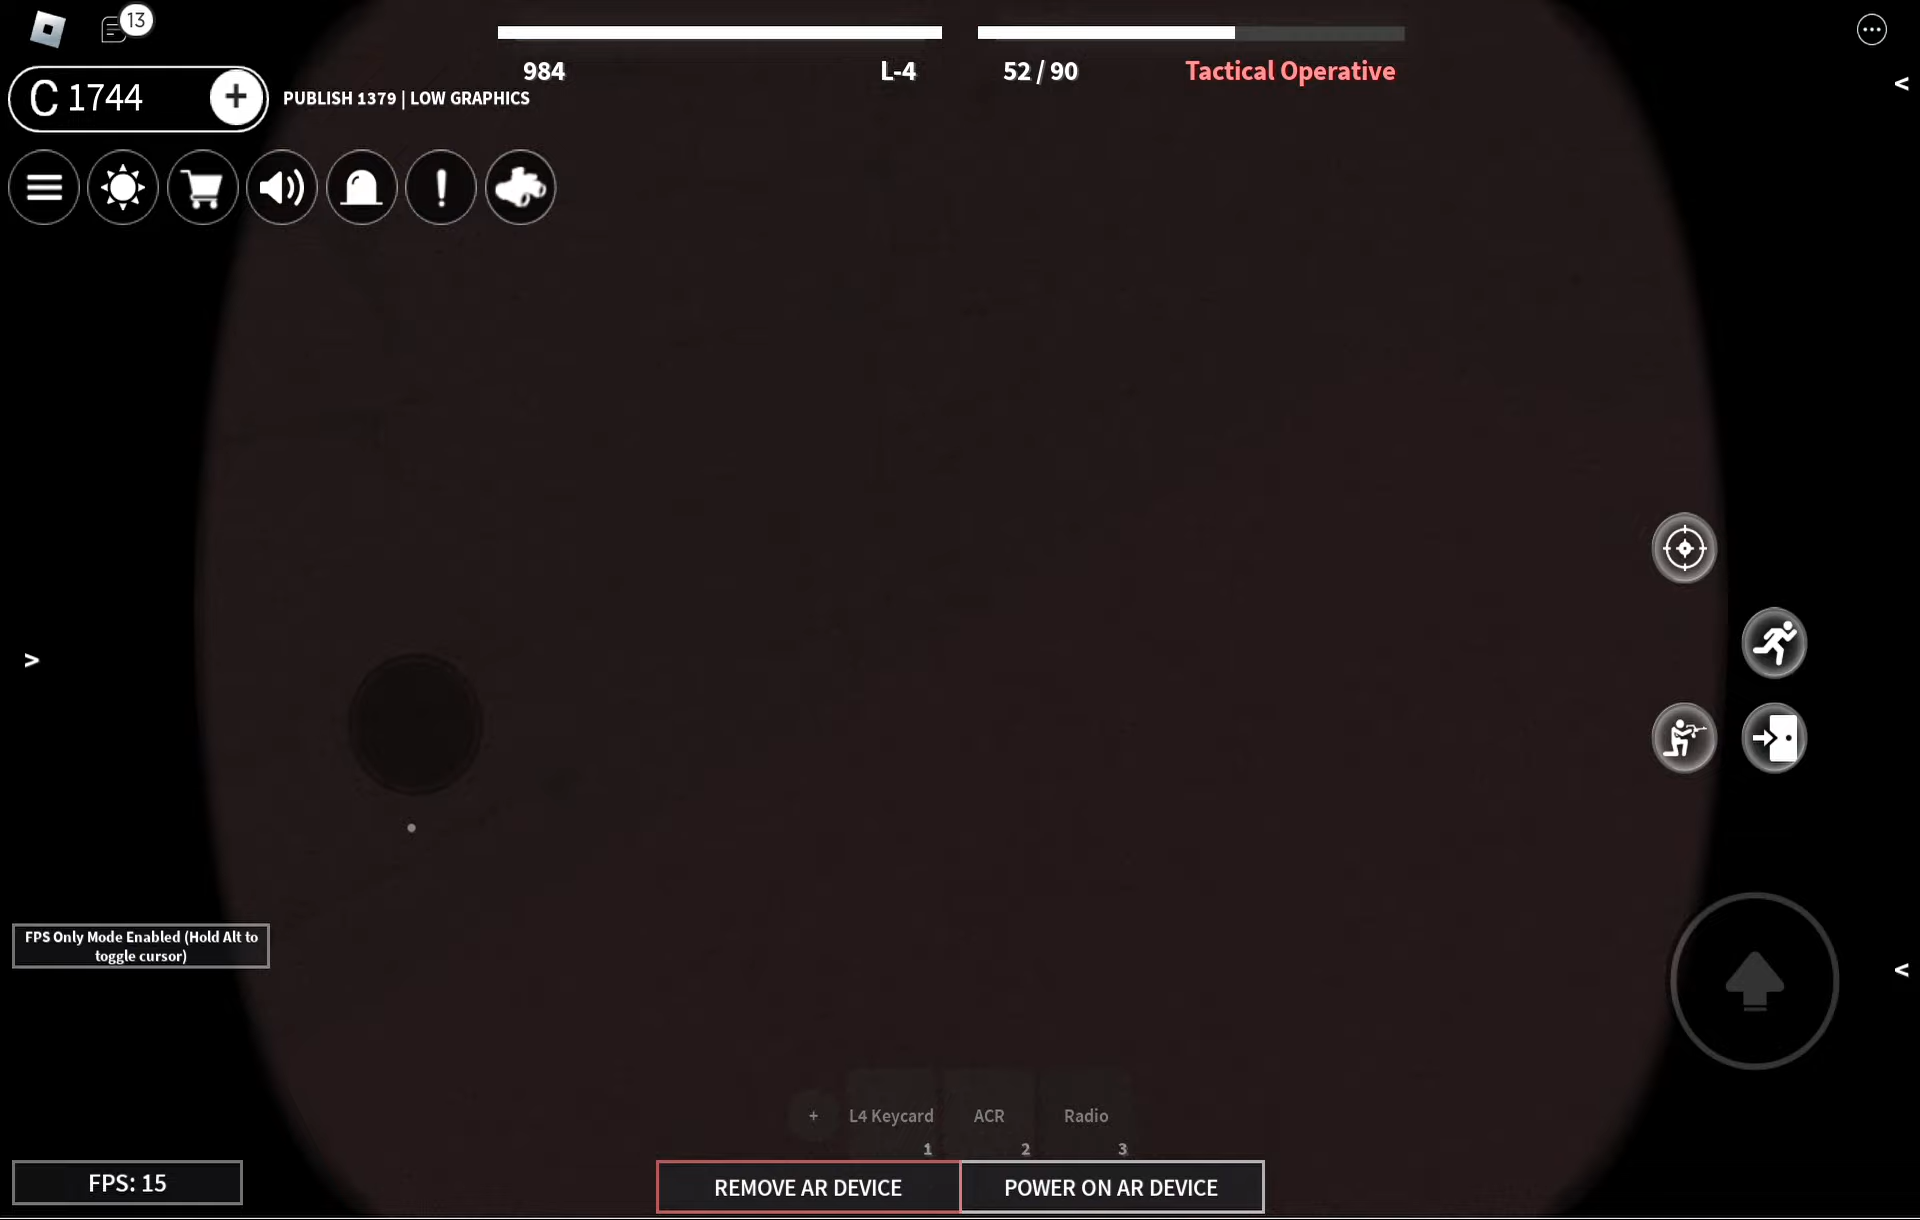 13
C 1744
+
PUBLISH 1379 | LOW GRAPHICS
984
L-4
52 / 90
Tactical Operative
<
!
>
FPS Only Mode Enabled (Hold Alt to
toggle cursor)
<
+
L4 Keycard
1
ACR
2
Radio
3
FPS: 15
REMOVE AR DEVICE
POWER ON AR DEVICE